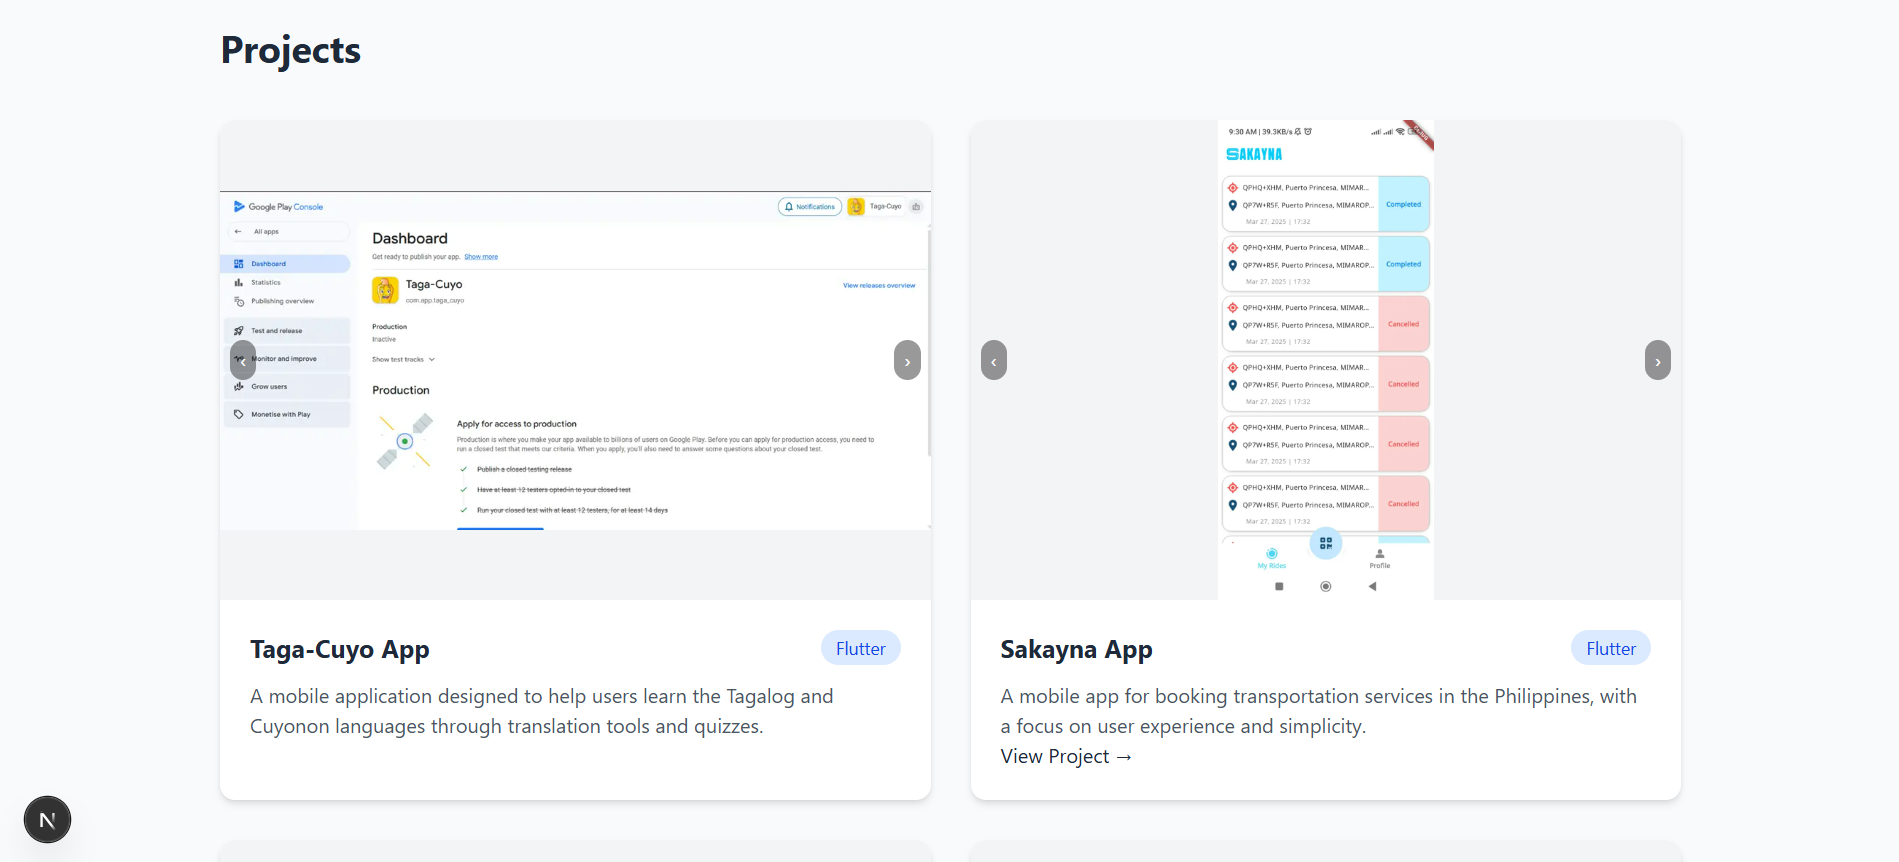 Projects
Google Play Console
Notifications
Taga-Cuyo
All apps
Dashboard
Statistics
Publishing overview
Test and release
Monitor and improve
Grow users
Monetise with Play
Dashboard
Get ready to publish your app. Show more
Taga-Cuyo
com.app.taga_cuyo
View releases overview
Production
Inactive
Show test tracks
Production
Apply for access to production
Production is where you make your app available to billions of users on Google Play. Before you can apply for production access, you need to
run a closed test that meets our criteria. When you apply, you'll also need to answer some questions about your closed test.
Publish a closed testing release
Have at least 12 testers opted-in to your closed test
Run your closed test with at least 12 testers, for at least 14 days
‹
›
Taga-Cuyo App
Flutter
A mobile application designed to help users learn the Tagalog and
Cuyonon languages through translation tools and quizzes.
9:30 AM | 39.3KB/s
SAKAYNA
QPHQ+XHM, Puerto Princesa, MIMAR...
QP7W+R5F, Puerto Princesa, MIMAROP...
Mar 27, 2025 | 17:32
Completed
QPHQ+XHM, Puerto Princesa, MIMAR...
QP7W+R5F, Puerto Princesa, MIMAROP...
Mar 27, 2025 | 17:32
Completed
QPHQ+XHM, Puerto Princesa, MIMAR...
QP7W+R5F, Puerto Princesa, MIMAROP...
Mar 27, 2025 | 17:32
Cancelled
QPHQ+XHM, Puerto Princesa, MIMAR...
QP7W+R5F, Puerto Princesa, MIMAROP...
Mar 27, 2025 | 17:32
Cancelled
QPHQ+XHM, Puerto Princesa, MIMAR...
QP7W+R5F, Puerto Princesa, MIMAROP...
Mar 27, 2025 | 17:32
Cancelled
QPHQ+XHM, Puerto Princesa, MIMAR...
QP7W+R5F, Puerto Princesa, MIMAROP...
Mar 27, 2025 | 17:32
Cancelled
My Rides
Profile
‹
›
Sakayna App
Flutter
A mobile app for booking transportation services in the Philippines, with
a focus on user experience and simplicity.
View Project →
N